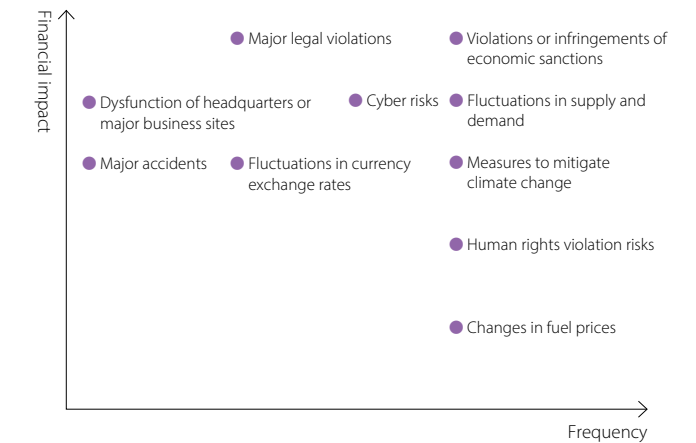 Financial impact
Major legal violations
Violations or infringements of
economic sanctions
Dysfunction of headquarters or
major business sites
Cyber risks
Fluctuations in supply and
demand
Major accidents
Fluctuations in currency
exchange rates
Measures to mitigate
climate change
Human rights violation risks
Changes in fuel prices
Frequency